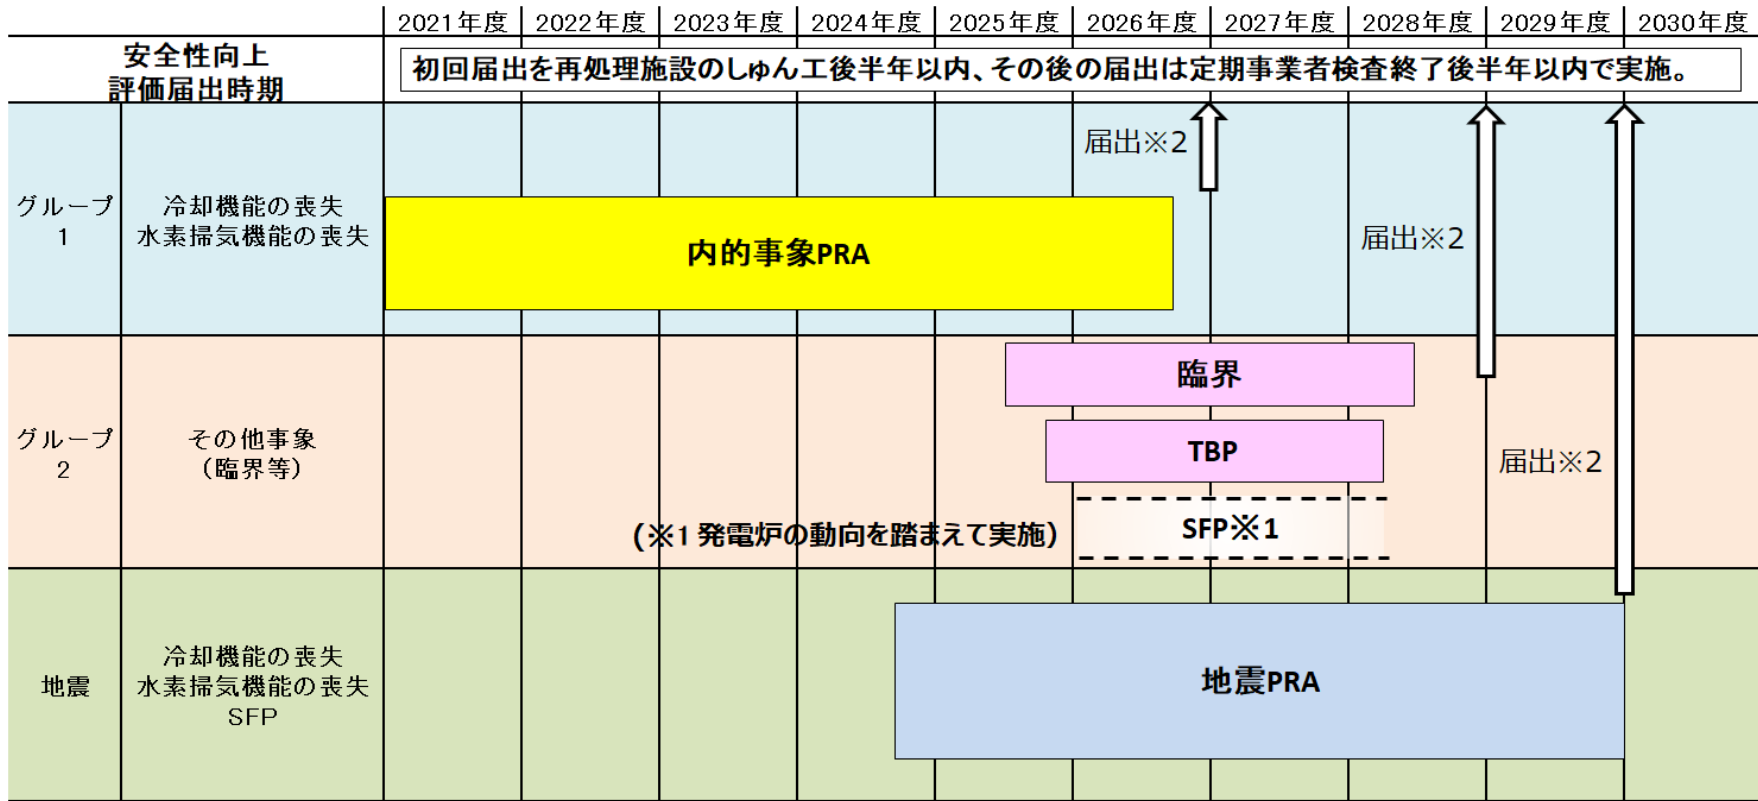 2021年度 2022年度 2023年度 2024年度 2025年度 2026年度 2027年度 2028年度 2029年度 2030年度
安全性向上
評価届出時期
初回届出を再処理施設のしゅん工後半年以内、その後の届出は定期事業者検査終了後半年以内で実施。
グループ
1
冷却機能の喪失
水素掃気機能の喪失
内的事象PRA
届出※2
届出※2
グループ
2
その他事象
（臨界等）
臨界
TBP
届出※2
(※1 発電炉の動向を踏まえて実施)
SFP※1
地震
冷却機能の喪失
水素掃気機能の喪失
SFP
地震PRA